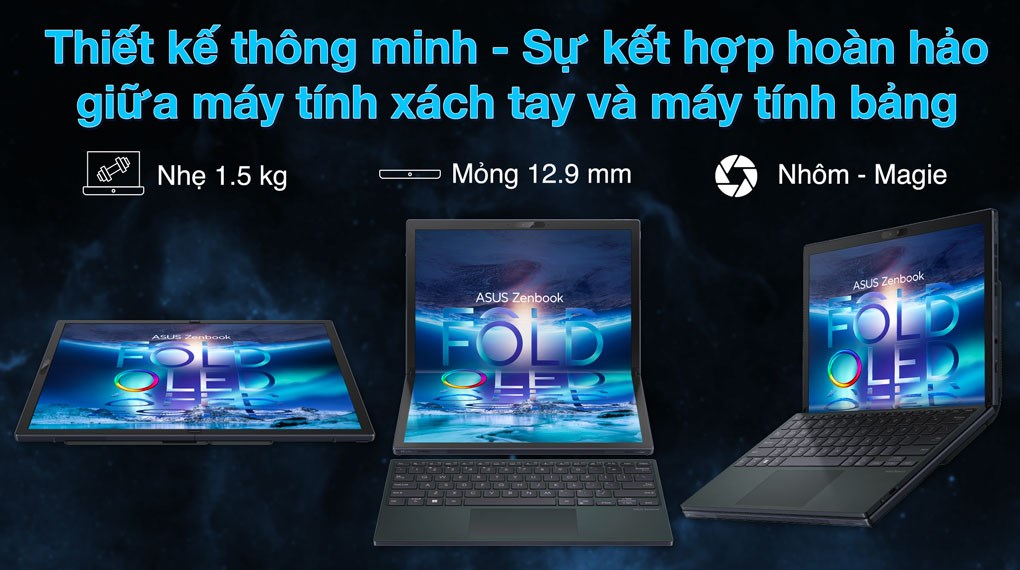 Thiết kế thông minh - Sự kết hợp hoàn hảo
giữa máy tính xách tay và máy tính bảng
Nhẹ 1.5 kg
Mỏng 12.9 mm
Nhôm - Magie
ASUS Zenbook
FOLD
OLED
ASUS Zenbook
FOLD
OLED
ASUS Zenbook
FOLD
OLED